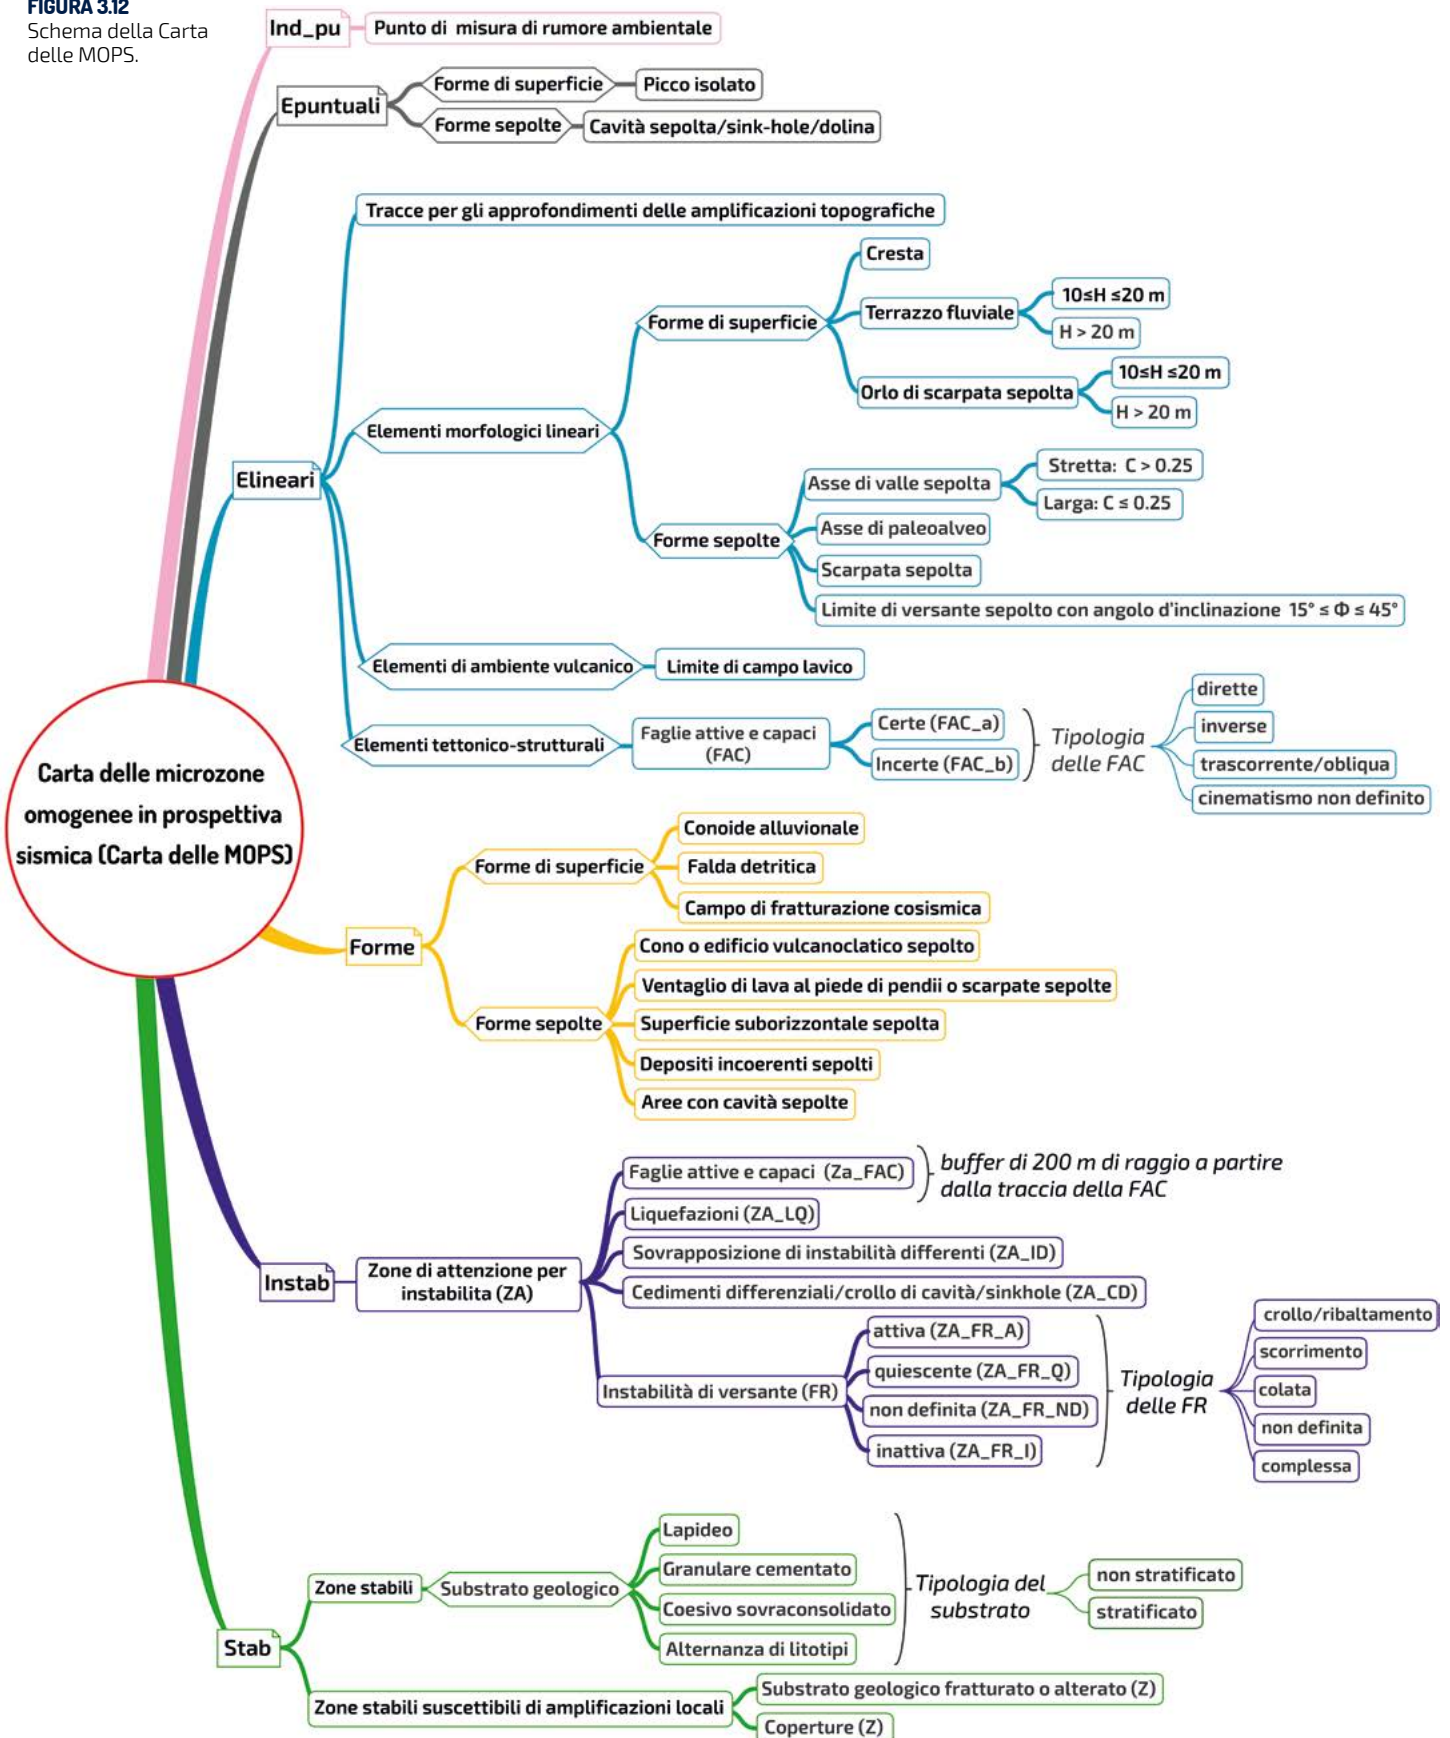 FIGURA 3.12
Schema della Carta
delle MOPS.
Ind_pu
Punto di misura di rumore ambientale
Epuntuali
Forme di superficie
Picco isolato
Forme sepolte
Cavità sepolta/sink-hole/dolina
Tracce per gli approfondimenti delle amplificazioni topografiche
Cresta
Forme di superficie
Terrazzo fluviale
10≤H ≤20 m
H > 20 m
Orlo di scarpata sepolta
10≤H ≤20 m
H > 20 m
Elementi morfologici lineari
Elineari
Asse di valle sepolta
Stretta: C > 0.25
Larga: C ≤ 0.25
Forme sepolte
Asse di paleoalveo
Scarpata sepolta
Limite di versante sepolto con angolo d'inclinazione 15° ≤ Φ ≤ 45°
Elementi di ambiente vulcanico
Limite di campo lavico
Elementi tettonico-strutturali
Faglie attive e capaci
(FAC)
Certe (FAC_a)
Incerte (FAC_b)
Tipologia
delle FAC
dirette
inverse
trascorrente/obliqua
cinematismo non definito
Carta delle microzone
omogenee in prospettiva
sismica (Carta delle MOPS)
Forme
Forme di superficie
Conoide alluvionale
Falda detritica
Campo di fratturazione cosismica
Forme sepolte
Cono o edificio vulcanoclatico sepolto
Ventaglio di lava al piede di pendii o scarpate sepolte
Superficie suborizzontale sepolta
Depositi incoerenti sepolti
Aree con cavità sepolte
Instab
Zone di attenzione per
instabilita (ZA)
Faglie attive e capaci (Za_FAC)
buffer di 200 m di raggio a partire
dalla traccia della FAC
Liquefazioni (ZA_LQ)
Sovrapposizione di instabilità differenti (ZA_ID)
Cedimenti differenziali/crollo di cavità/sinkhole (ZA_CD)
Instabilità di versante (FR)
attiva (ZA_FR_A)
quiescente (ZA_FR_Q)
non definita (ZA_FR_ND)
inattiva (ZA_FR_I)
Tipologia
delle FR
crollo/ribaltamento
scorrimento
colata
non definita
complessa
Stab
Zone stabili
Substrato geologico
Lapideo
Granulare cementato
Coesivo sovraconsolidato
Alternanza di litotipi
Tipologia del
substrato
non stratificato
stratificato
Zone stabili suscettibili di amplificazioni locali
Substrato geologico fratturato o alterato (Z)
Coperture (Z)